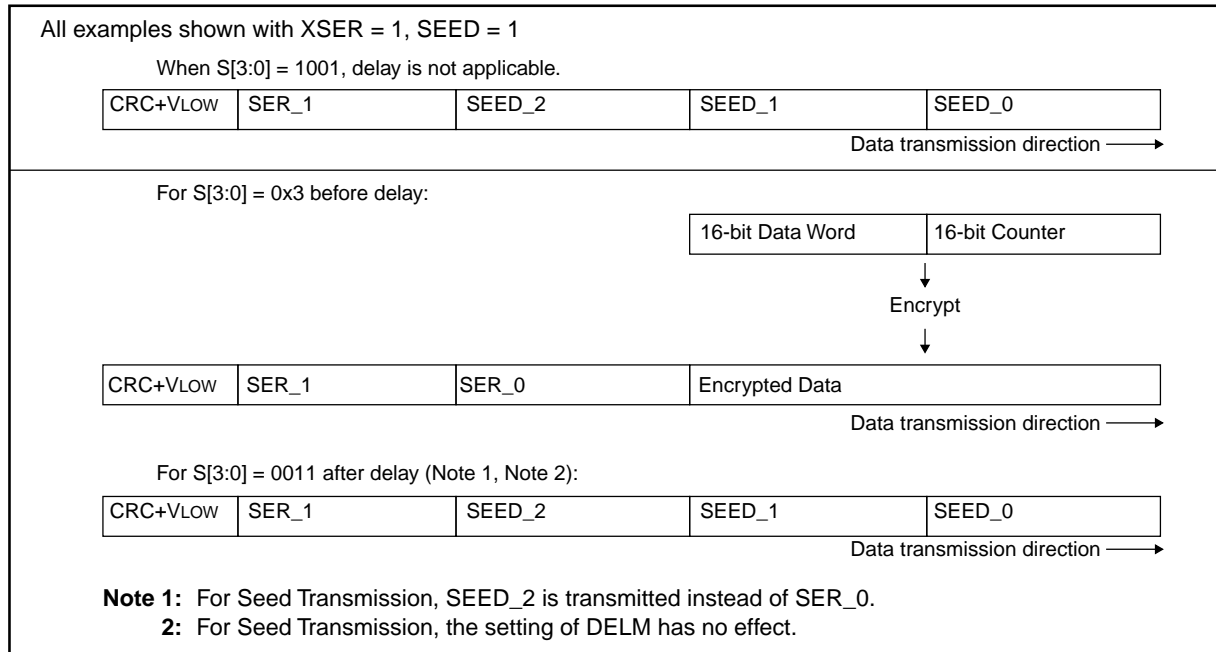 All examples shown with XSER = 1, SEED = 1
When S[3:0] = 1001, delay is not applicable.
CRC+VLOW SER_1 SEED_2 SEED_1 SEED_0
Data transmission direction
For S[3:0] = 0x3 before delay:
16-bit Data Word 16-bit Counter
Encrypt
CRC+VLOW SER_1 SER_0 Encrypted Data
Data transmission direction
For S[3:0] = 0011 after delay (Note 1, Note 2):
CRC+VLOW SER_1 SEED_2 SEED_1 SEED_0
Data transmission direction
Note 1: For Seed Transmission, SEED_2 is transmitted instead of SER_0.
2: For Seed Transmission, the setting of DELM has no effect.